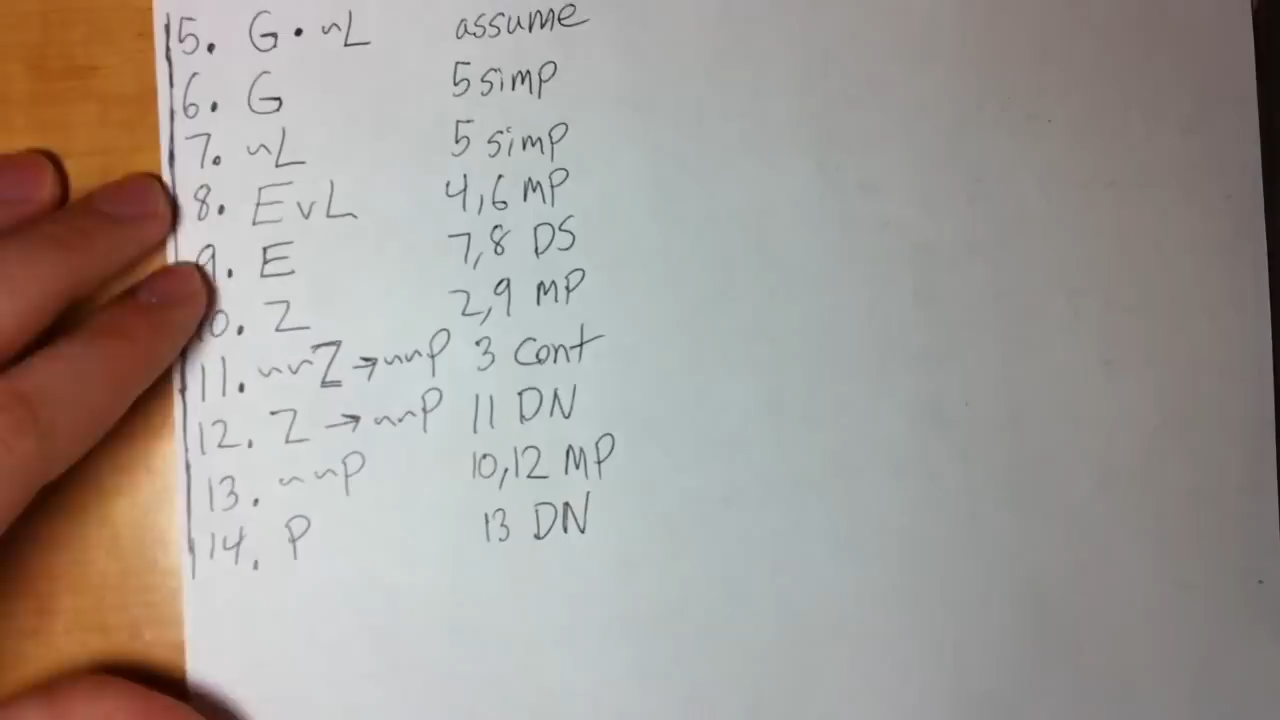 5. G • ~L assume
6. G 5 simp
7. ~L 5 simp
8. E v L 4,6 MP
9. E 7,8 DS
10. Z 2,9 MP
11. ~~Z → ~~P 3 Cont
12. Z → ~~P 11 DN
13. ~~P 10,12 MP
14. P 13 DN